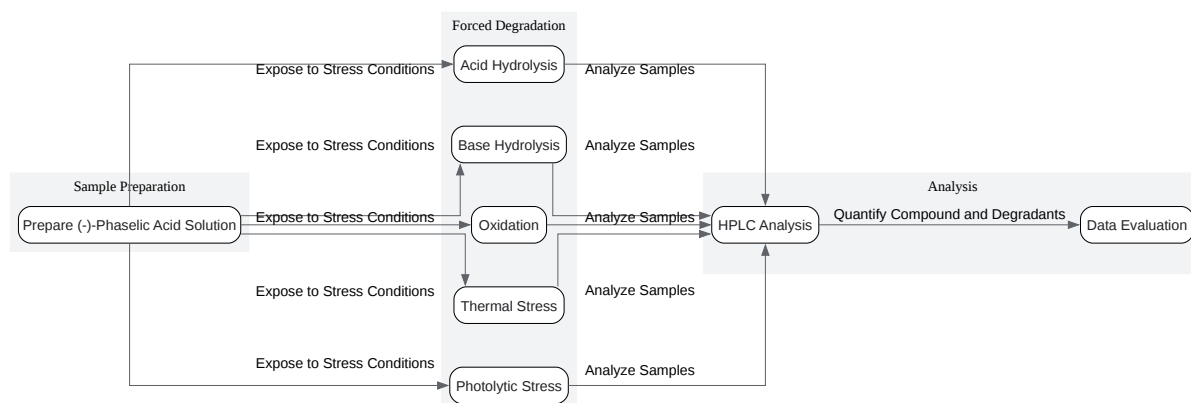 Forced Degradation
Expose to Stress Conditions
Acid Hydrolysis
Analyze Samples
Expose to Stress Conditions
Base Hydrolysis
Analyze Samples
Sample Preparation
Analysis
Prepare (-)-Phaselic Acid Solution
Expose to Stress Conditions
Oxidation
Analyze Samples
HPLC Analysis
Quantify Compound and Degradants
Data Evaluation
Expose to Stress Conditions
Thermal Stress
Analyze Samples
Expose to Stress Conditions
Photolytic Stress
Analyze Samples